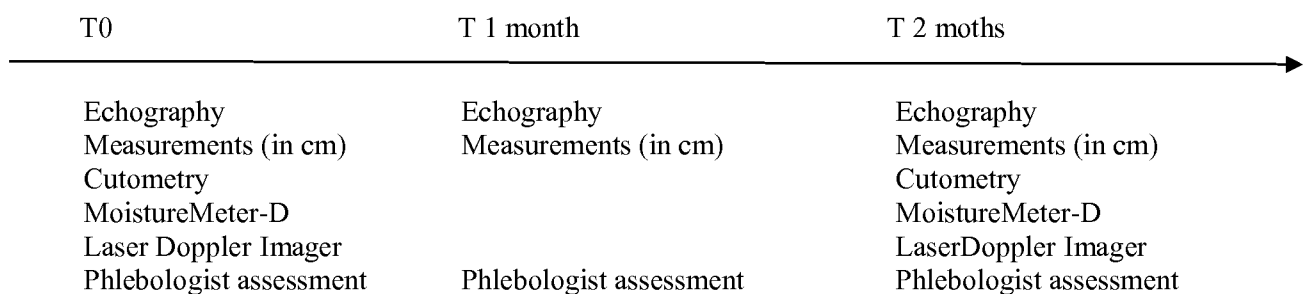 T0 T 1 month T 2 moths
Echography Echography Echography
Measurements (in cm) Measurements (in cm) Measurements (in cm)
Cutometry Cutometry
MoistureMeter-D MoistureMeter-D
Laser Doppler Imager LaserDoppler Imager
Phlebologist assessment Phlebologist assessment Phlebologist assessment